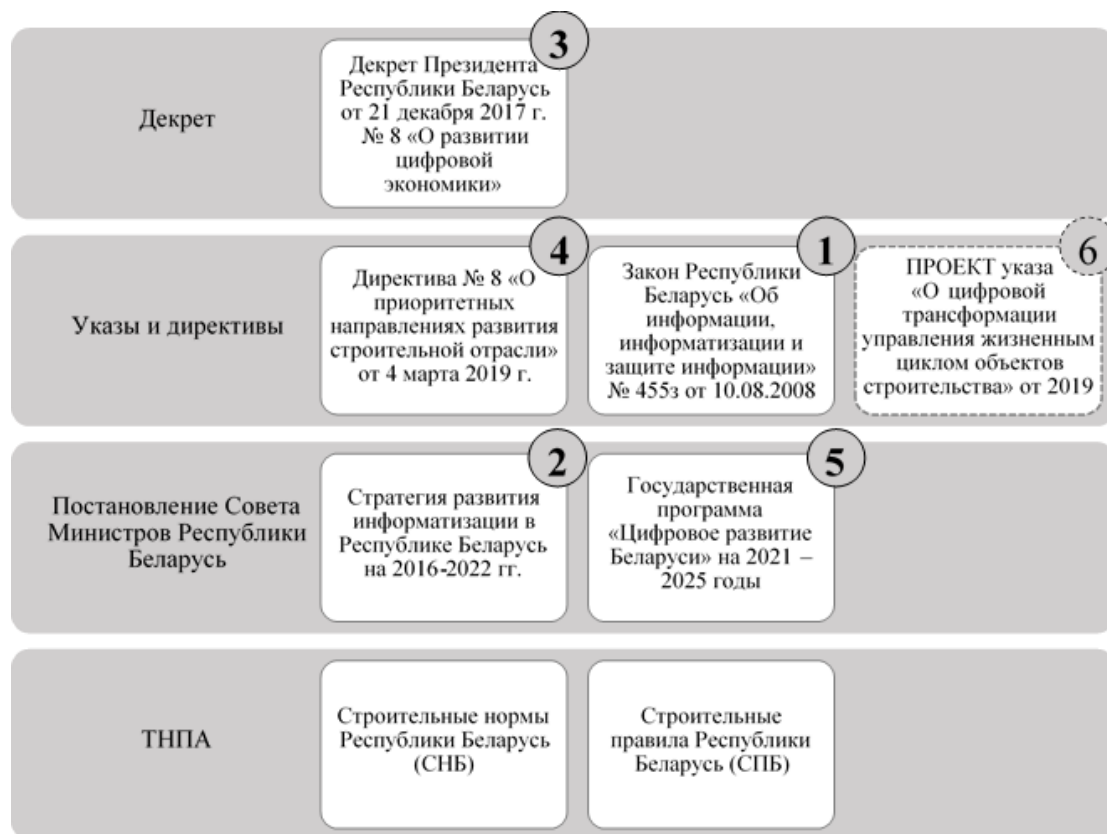 3
Декрет
Декрет Президента
Республики Беларусь
от 21 декабря 2017 г.
№ 8 «О развитии
цифровой
экономики»
4
1
6
Указы и директивы
Директива № 8 «О
приоритетных
направлениях развития
строительной отрасли»
от 4 марта 2019 г.
Закон Республики
Беларусь «Об
информации,
информатизации и
защите информации»
№ 455з от 10.08.2008
ПРОЕКТ указа
«О цифровой
трансформации
управления жизненным
циклом объектов
строительства» от 2019
2
5
Постановление Совета
Министров Республики
Беларусь
Стратегия развития
информатизации в
Республике Беларусь
на 2016-2022 гг.
Государственная
программа
«Цифровое развитие
Беларуси» на 2021 –
2025 годы
ТНПА
Строительные нормы
Республики Беларусь
(СНБ)
Строительные
правила Республики
Беларусь (СПБ)